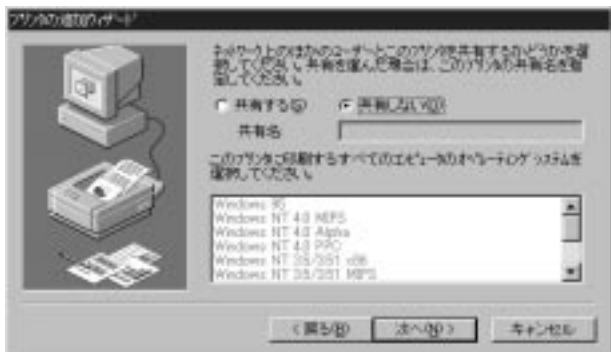 プリンタの追加ウィザード
ネットワーク上のほかのユーザーとこのプリンタを共有するかどうかを選
択してください。共有を選んだ場合は、このプリンタの共有名を指
定してください。
共有する(S)
共有しない(O)
共有名
このプリンタに印刷するすべてのコンピュータのオペレーティング システムを
選択してください。
Windows 95
Windows NT 4.0 MIPS
Windows NT 4.0 Alpha
Windows NT 4.0 PPC
Windows NT 3.5/3.51 x86
Windows NT 3.5/3.51 MIPS
< 戻る(B)
次へ(N) >
キャンセル